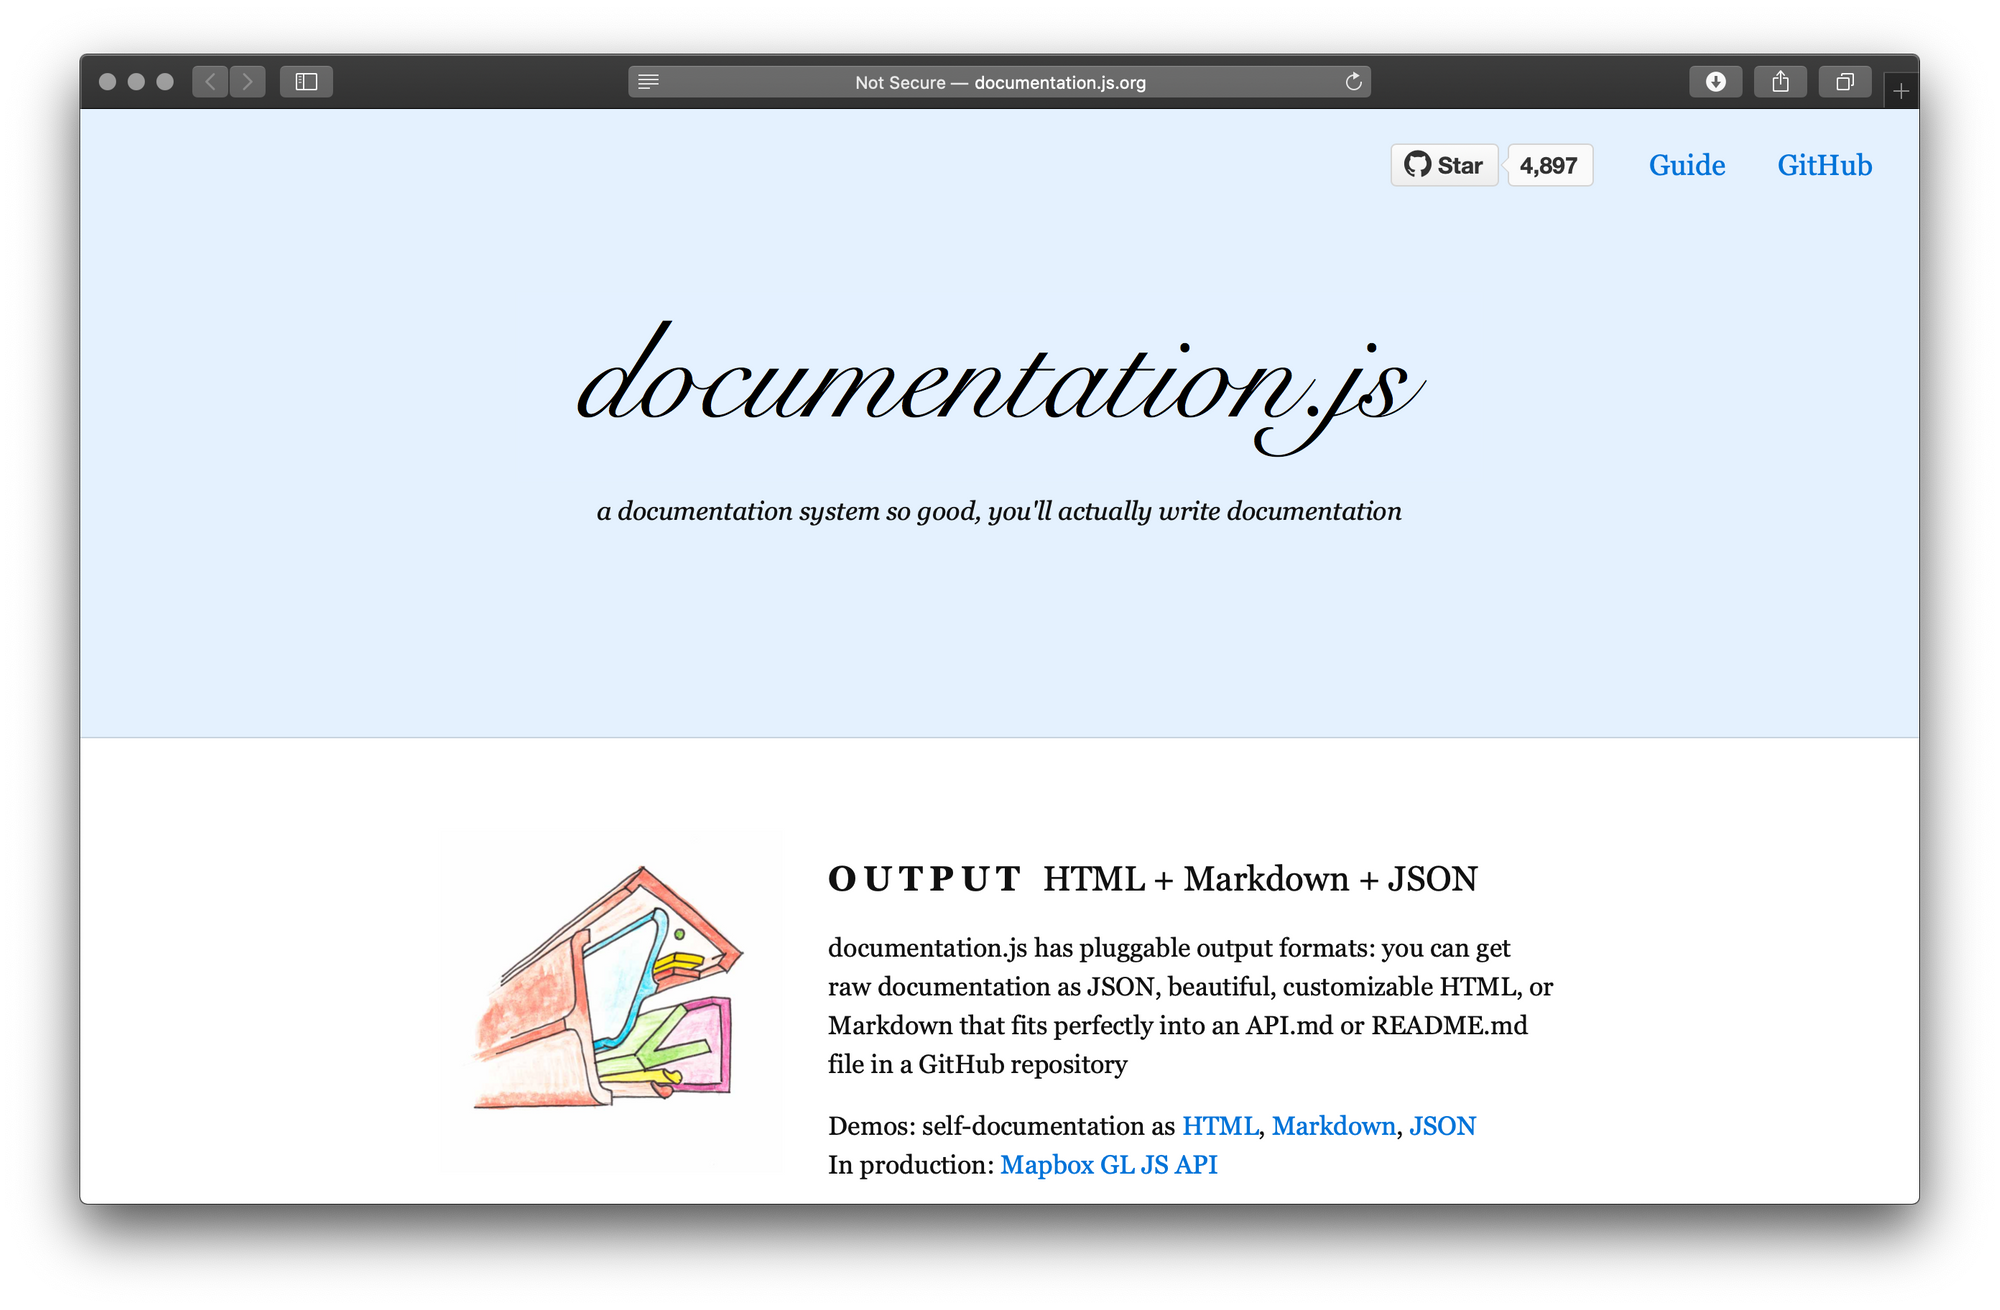 Not Secure — documentation.js.org
Star 4,897 Guide GitHub
documentation.js
a documentation system so good, you'll actually write documentation
OUTPUT HTML + Markdown + JSON
documentation.js has pluggable output formats: you can get
raw documentation as JSON, beautiful, customizable HTML, or
Markdown that fits perfectly into an API.md or README.md
file in a GitHub repository
Demos: self-documentation as HTML, Markdown, JSON
In production: Mapbox GL JS API